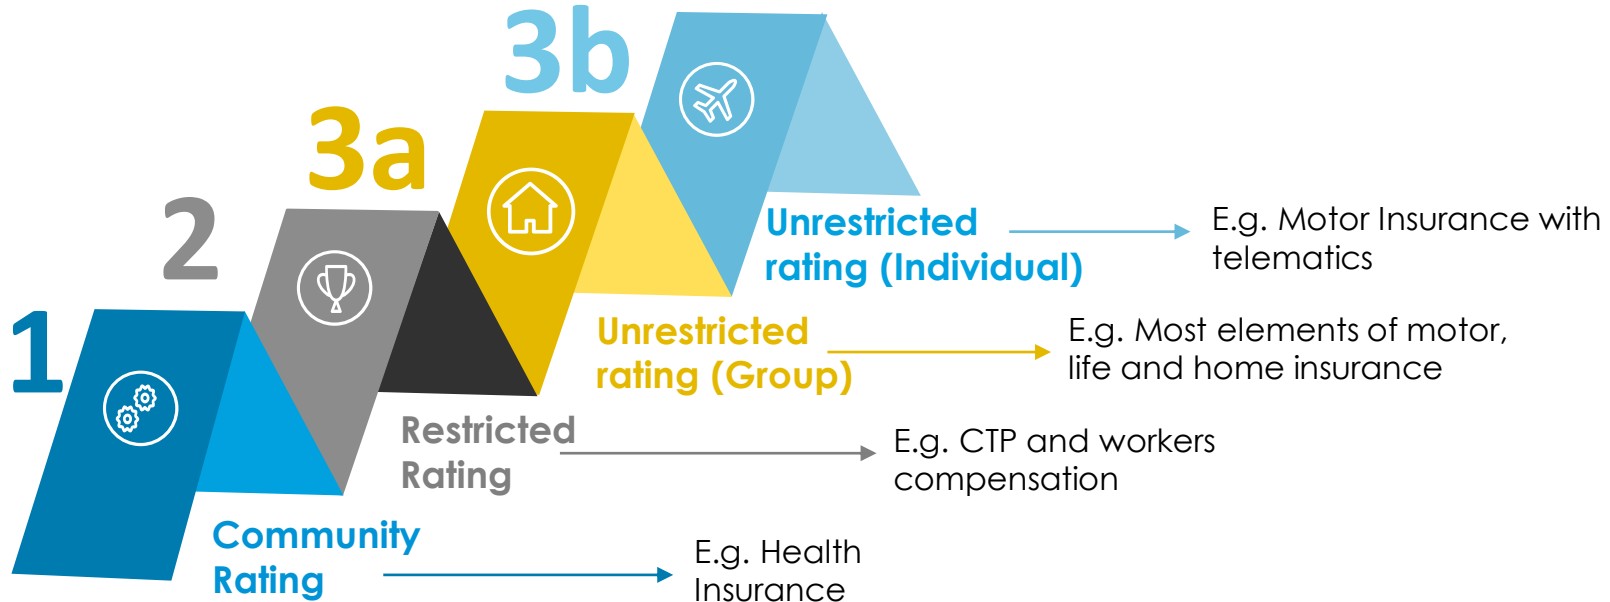 3b
3a
2
1
Unrestricted
rating (Individual)
E.g. Motor Insurance with
telematics
Unrestricted
rating (Group)
E.g. Most elements of motor,
life and home insurance
Restricted
Rating
E.g. CTP and workers
compensation
Community
Rating
E.g. Health
Insurance